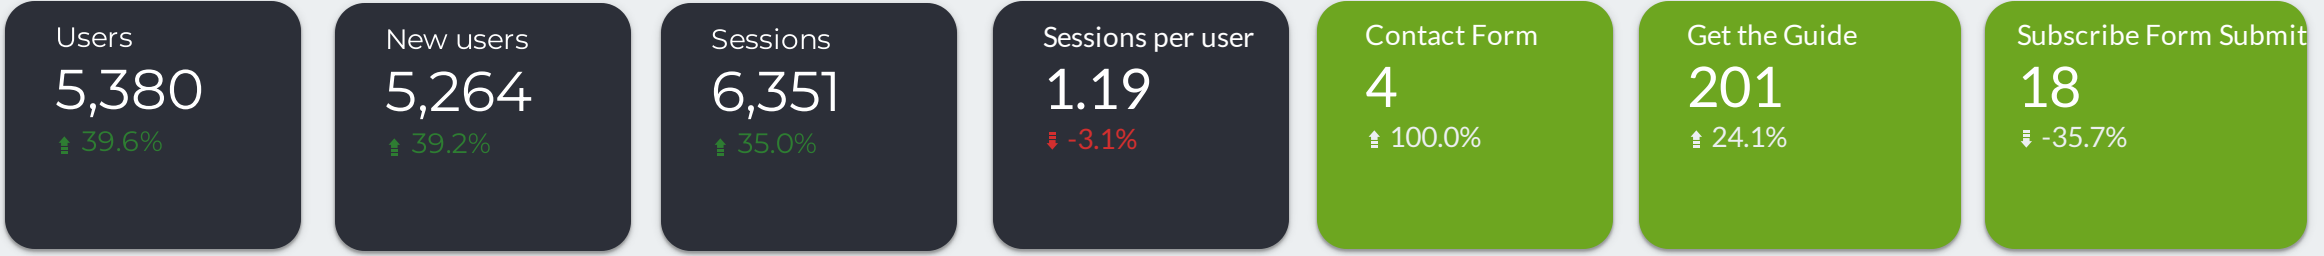 Users
5,380
39.6%
New users
5,264
39.2%
Sessions
6,351
35.0%
Sessions per user
1.19
-3.1%
Contact Form
4
100.0%
Get the Guide
201
24.1%
Subscribe Form Submit
18
-35.7%